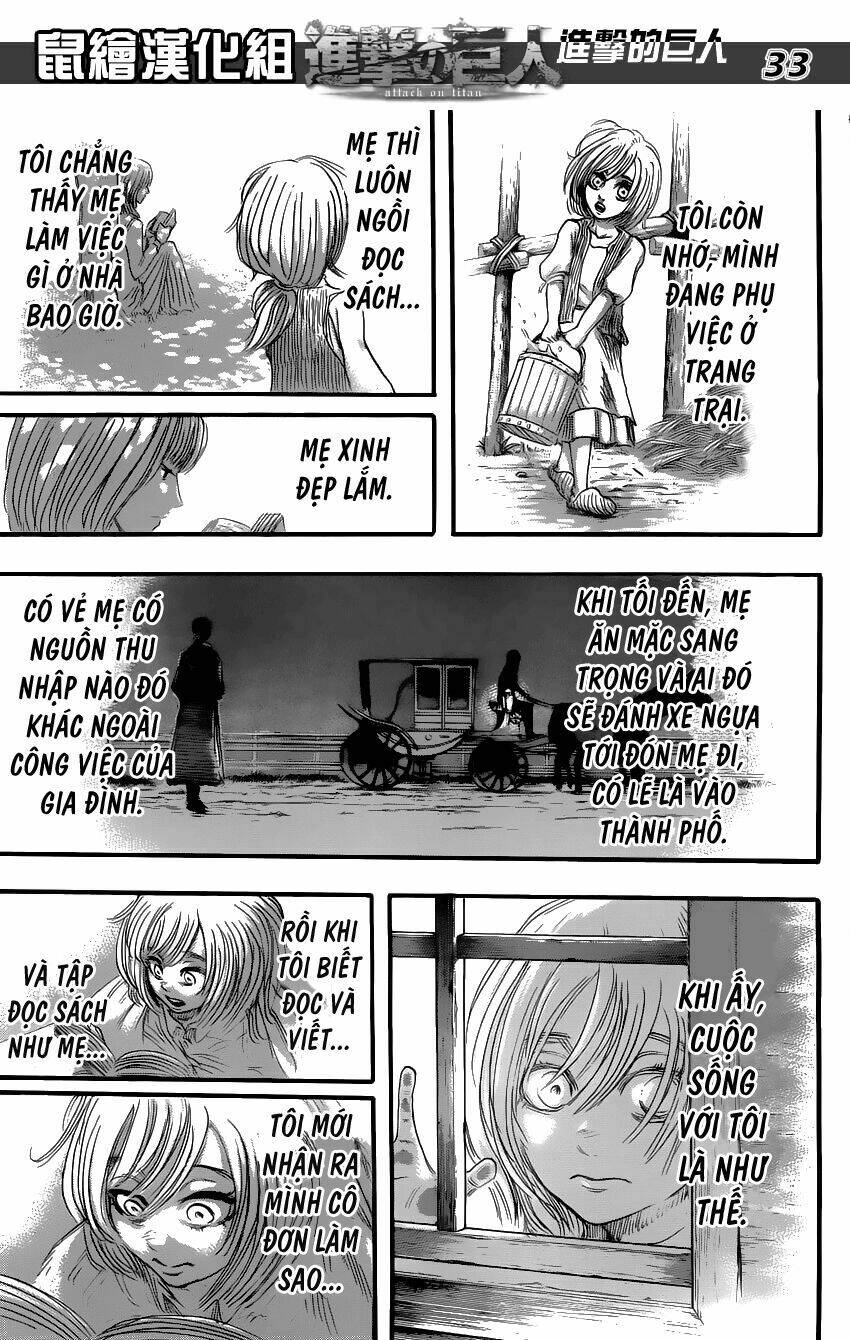 鼠繪漢化組
進撃の巨人
attack on titan
進擊的巨人
33
TÔI CÒN
NHỚ, MÌNH
ĐANG PHỤ
VIỆC Ở
TRANG
TRẠI.
MẸ THÌ
LUÔN
NGỒI
ĐỌC
SÁCH...
TÔI CHẲNG
THẤY MẸ
LÀM VIỆC
GÌ Ở NHÀ
BAO GIỜ.
MẸ XINH
ĐẸP LẮM.
KHI TỐI ĐẾN, MẸ
ĂN MẶC SANG
TRỌNG VÀ AI ĐÓ
SẼ ĐÁNH XE NGỰA
TỚI ĐÓN MẸ ĐI,
CÓ LẼ LÀ VÀO
THÀNH PHỐ.
CÓ VẺ MẸ CÓ
NGUỒN THU
NHẬP NÀO ĐÓ
KHÁC NGOÀI
CÔNG VIỆC CỦA
GIA ĐÌNH.
KHI ẤY,
CUỘC
SỐNG
VỚI TÔI
LÀ NHƯ
THẾ.
RỒI KHI
TÔI BIẾT
ĐỌC VÀ
VIẾT...
VÀ TẬP
ĐỌC SÁCH
NHƯ MẸ...
TÔI MỚI
NHẬN RA
MÌNH CÔ
ĐƠN LÀM
SAO...